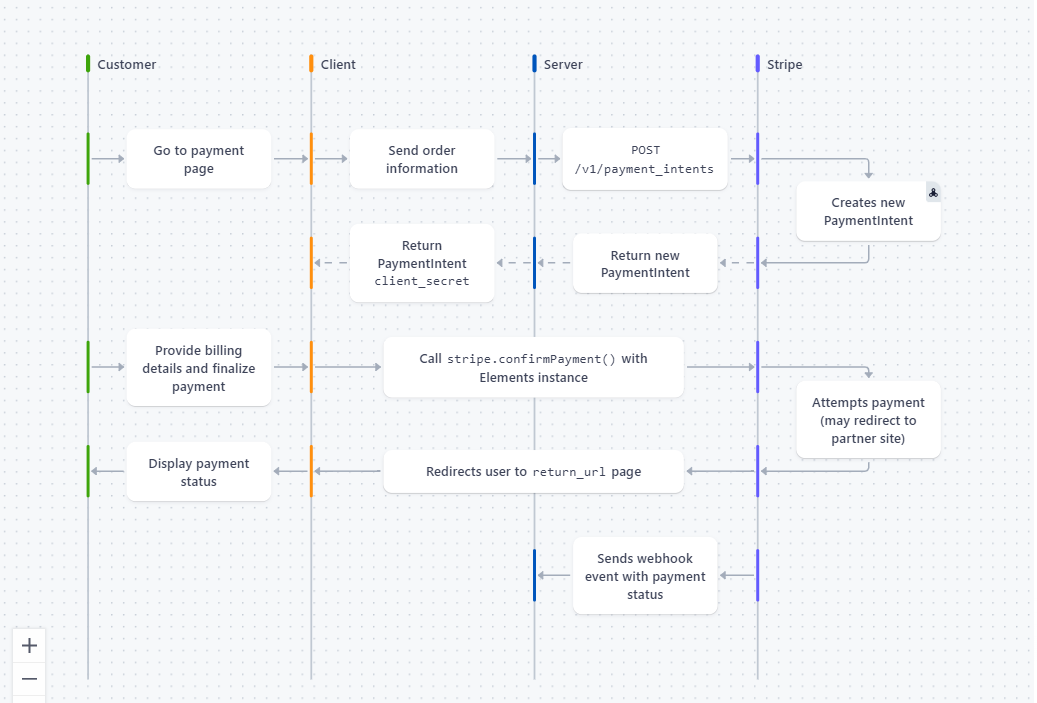 Customer
Client
Server
Stripe
Go to payment
page
Send order
information
POST
/v1/payment_intents
Creates new
PaymentIntent
Return
PaymentIntent
client_secret
Return new
PaymentIntent
Provide billing
details and finalize
payment
Call stripe.confirmPayment() with
Elements instance
Attempts payment
(may redirect to
partner site)
Display payment
status
Redirects user to return_url page
Sends webhook
event with payment
status